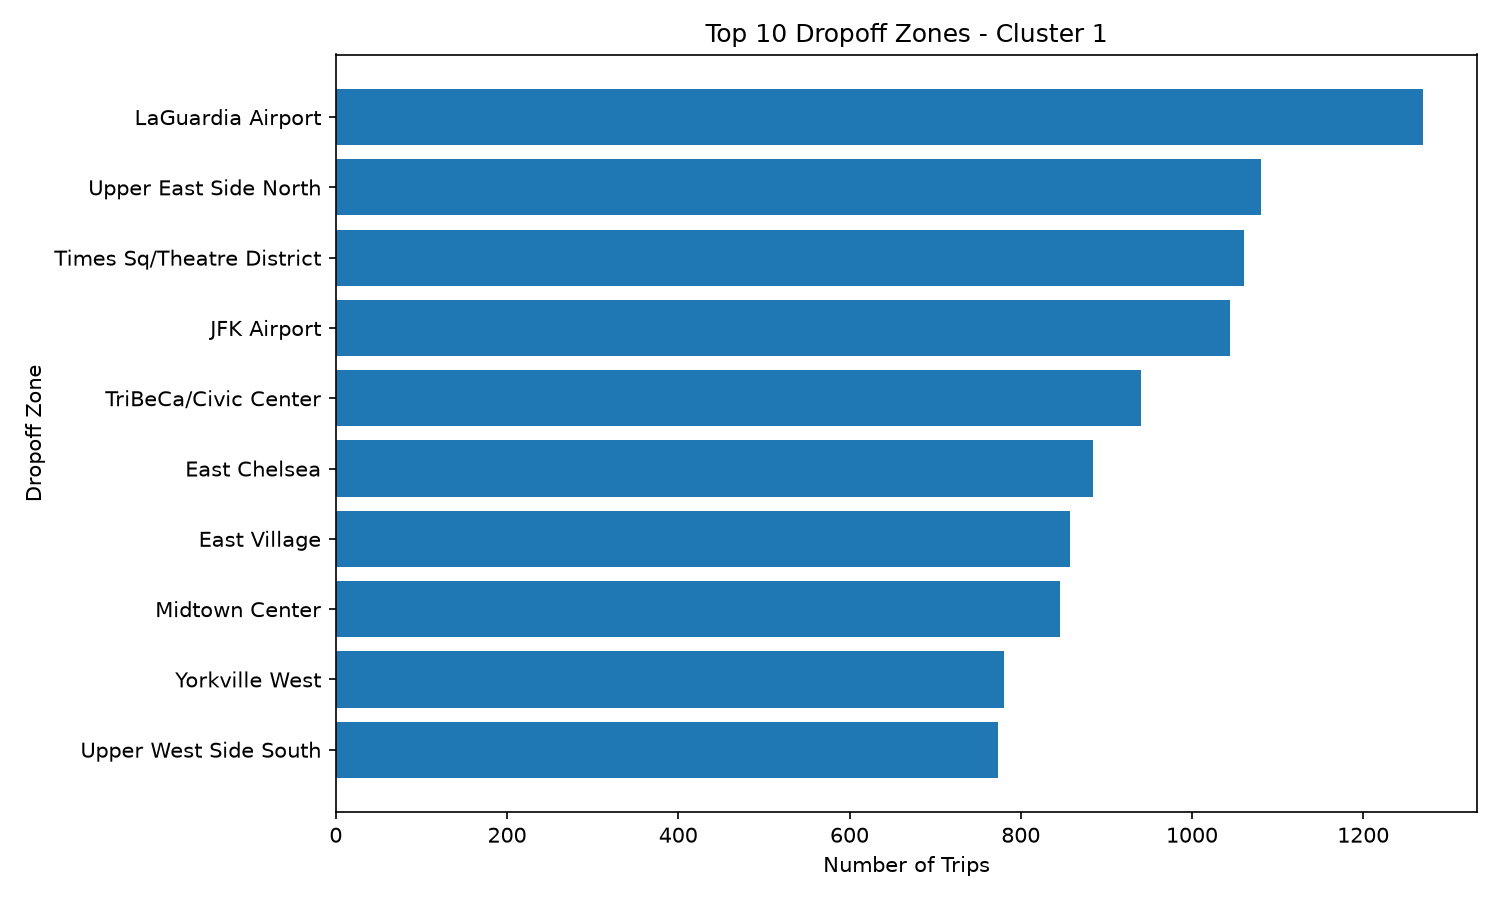 Top 10 Dropoff Zones - Cluster 1
Dropoff Zone
LaGuardia Airport
Upper East Side North
Times Sq/Theatre District
JFK Airport
TriBeCa/Civic Center
East Chelsea
East Village
Midtown Center
Yorkville West
Upper West Side South
0 200 400 600 800 1000 1200
Number of Trips